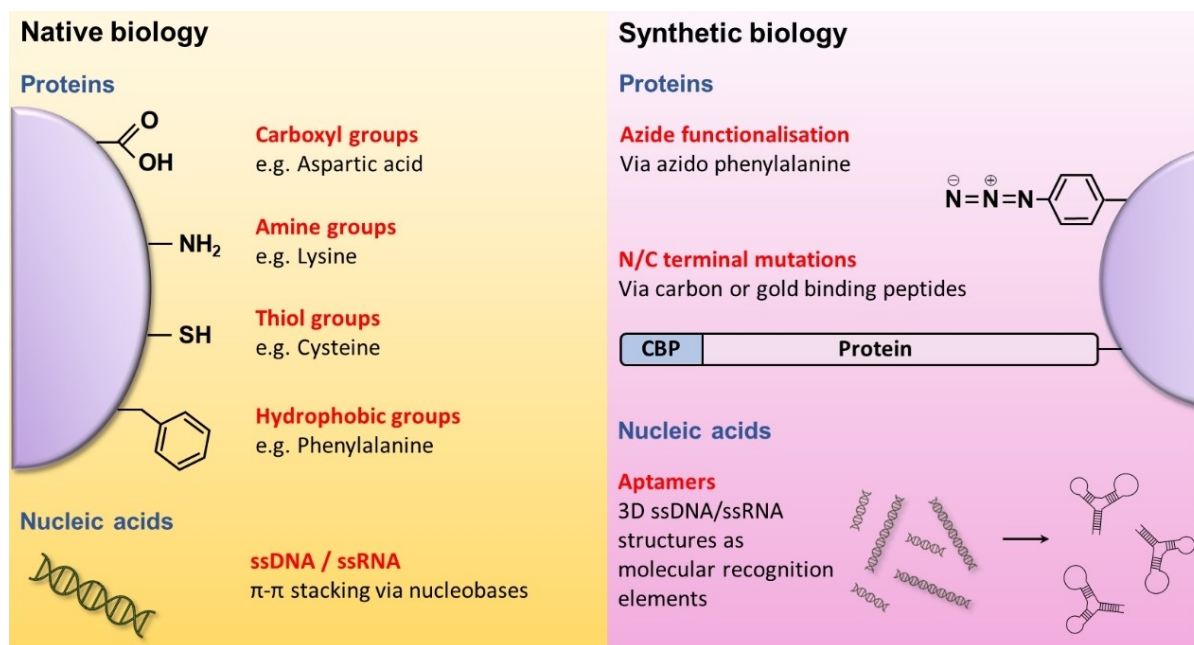 Native biology
Proteins
O
OH
Carboxyl groups
e.g. Aspartic acid
NH₂
Amine groups
e.g. Lysine
SH
Thiol groups
e.g. Cysteine
Hydrophobic groups
e.g. Phenylalanine
Nucleic acids
ssDNA / ssRNA
π-π stacking via nucleobases
Synthetic biology
Proteins
Azide functionalisation
Via azido phenylalanine
⊖ ⊕
N=N=N
N/C terminal mutations
Via carbon or gold binding peptides
CBP Protein
Nucleic acids
Aptamers
3D ssDNA/ssRNA
structures as
molecular recognition
elements